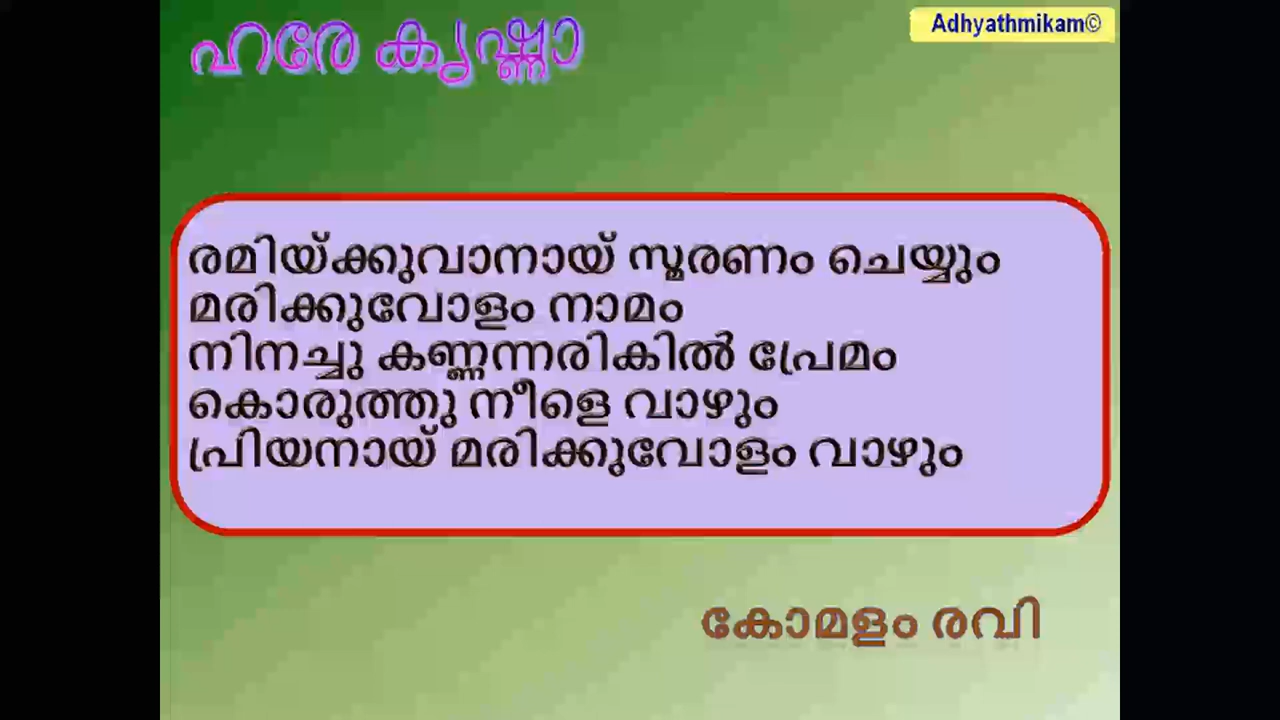 ഹരേ കൃഷ്ണാ
Adhyathmikam©
രമിയ്ക്കുവാനായ് സ്മരണം ചെയ്യും
മരിക്കുവോളം നാമം
നിനച്ചു കണ്ണന്നരികിൽ പ്രേമം
കൊരുത്തു നീളെ വാഴും
പ്രിയനായ് മരിക്കുവോളം വാഴും
കോമളം രവി